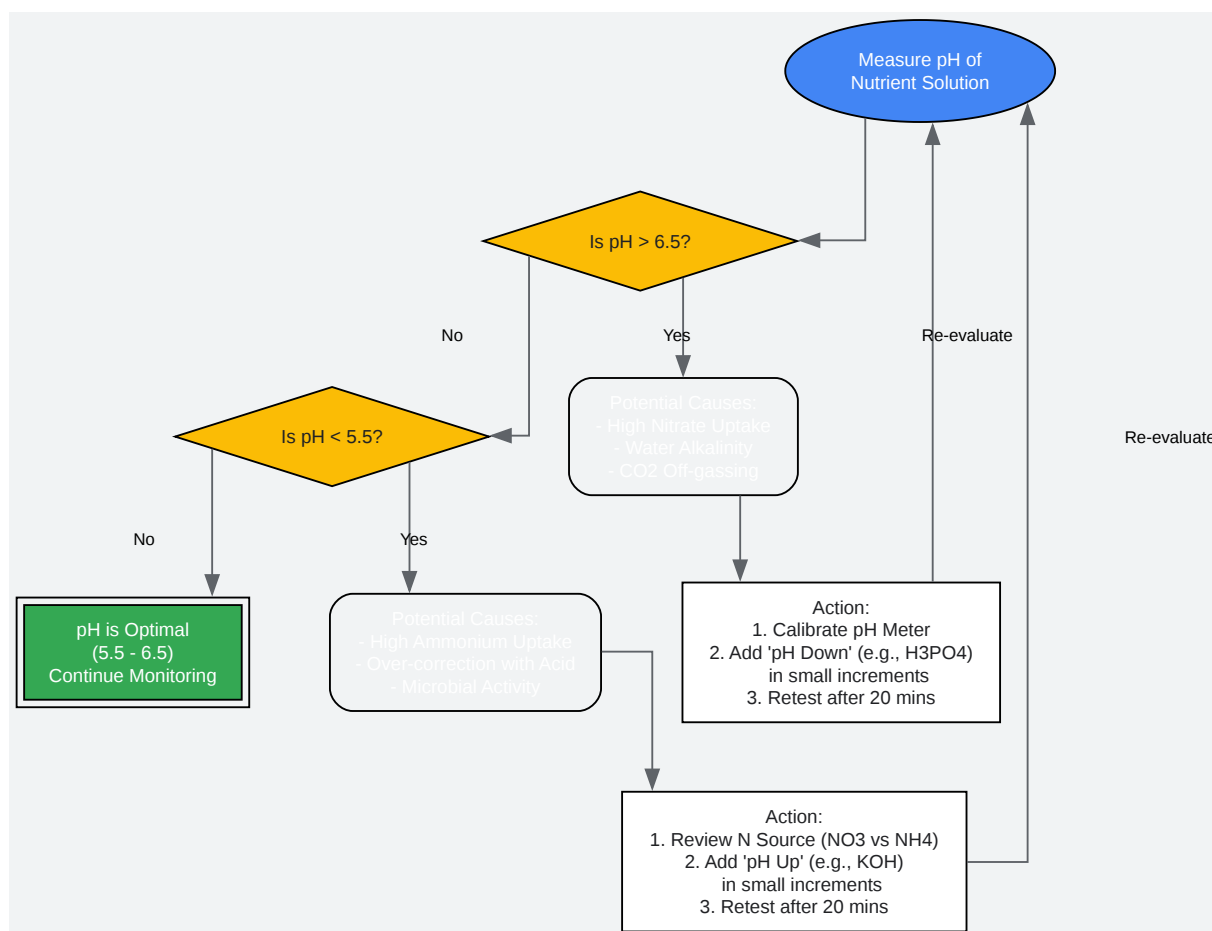 Measure pH of
Nutrient Solution
Is pH > 6.5?
No
Yes
Re-evaluate
Potential Causes:
- High Nitrate Uptake
- Water Alkalinity
- CO2 Off-gassing
Is pH < 5.5?
Re-evaluate
No
Yes
pH is Optimal
(5.5 - 6.5)
Continue Monitoring
Potential Causes:
- High Ammonium Uptake
- Over-correction with Acid
- Microbial Activity
Action:
1. Calibrate pH Meter
2. Add 'pH Down' (e.g., H3PO4)
in small increments
3. Retest after 20 mins
Action:
1. Review N Source (NO3 vs NH4)
2. Add 'pH Up' (e.g., KOH)
in small increments
3. Retest after 20 mins